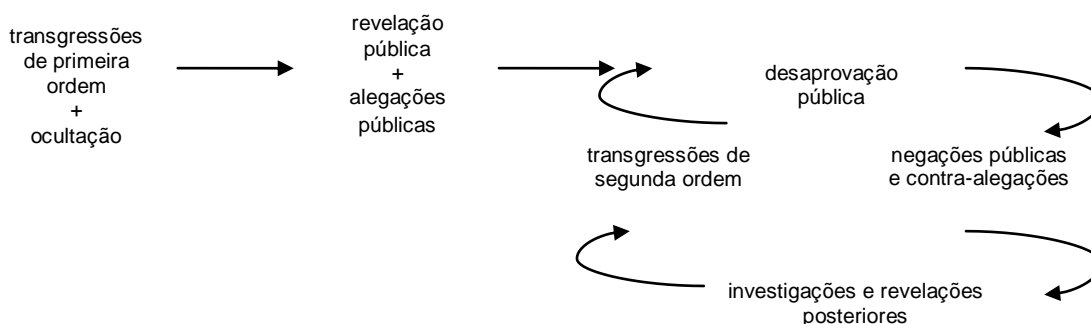 transgressões
de primeira
ordem
+
ocultação
revelação
pública
+
alegações
públicas
desaprovação
pública
transgressões de
segunda ordem
negações públicas
e contra-alegações
investigações e revelações
posteriores